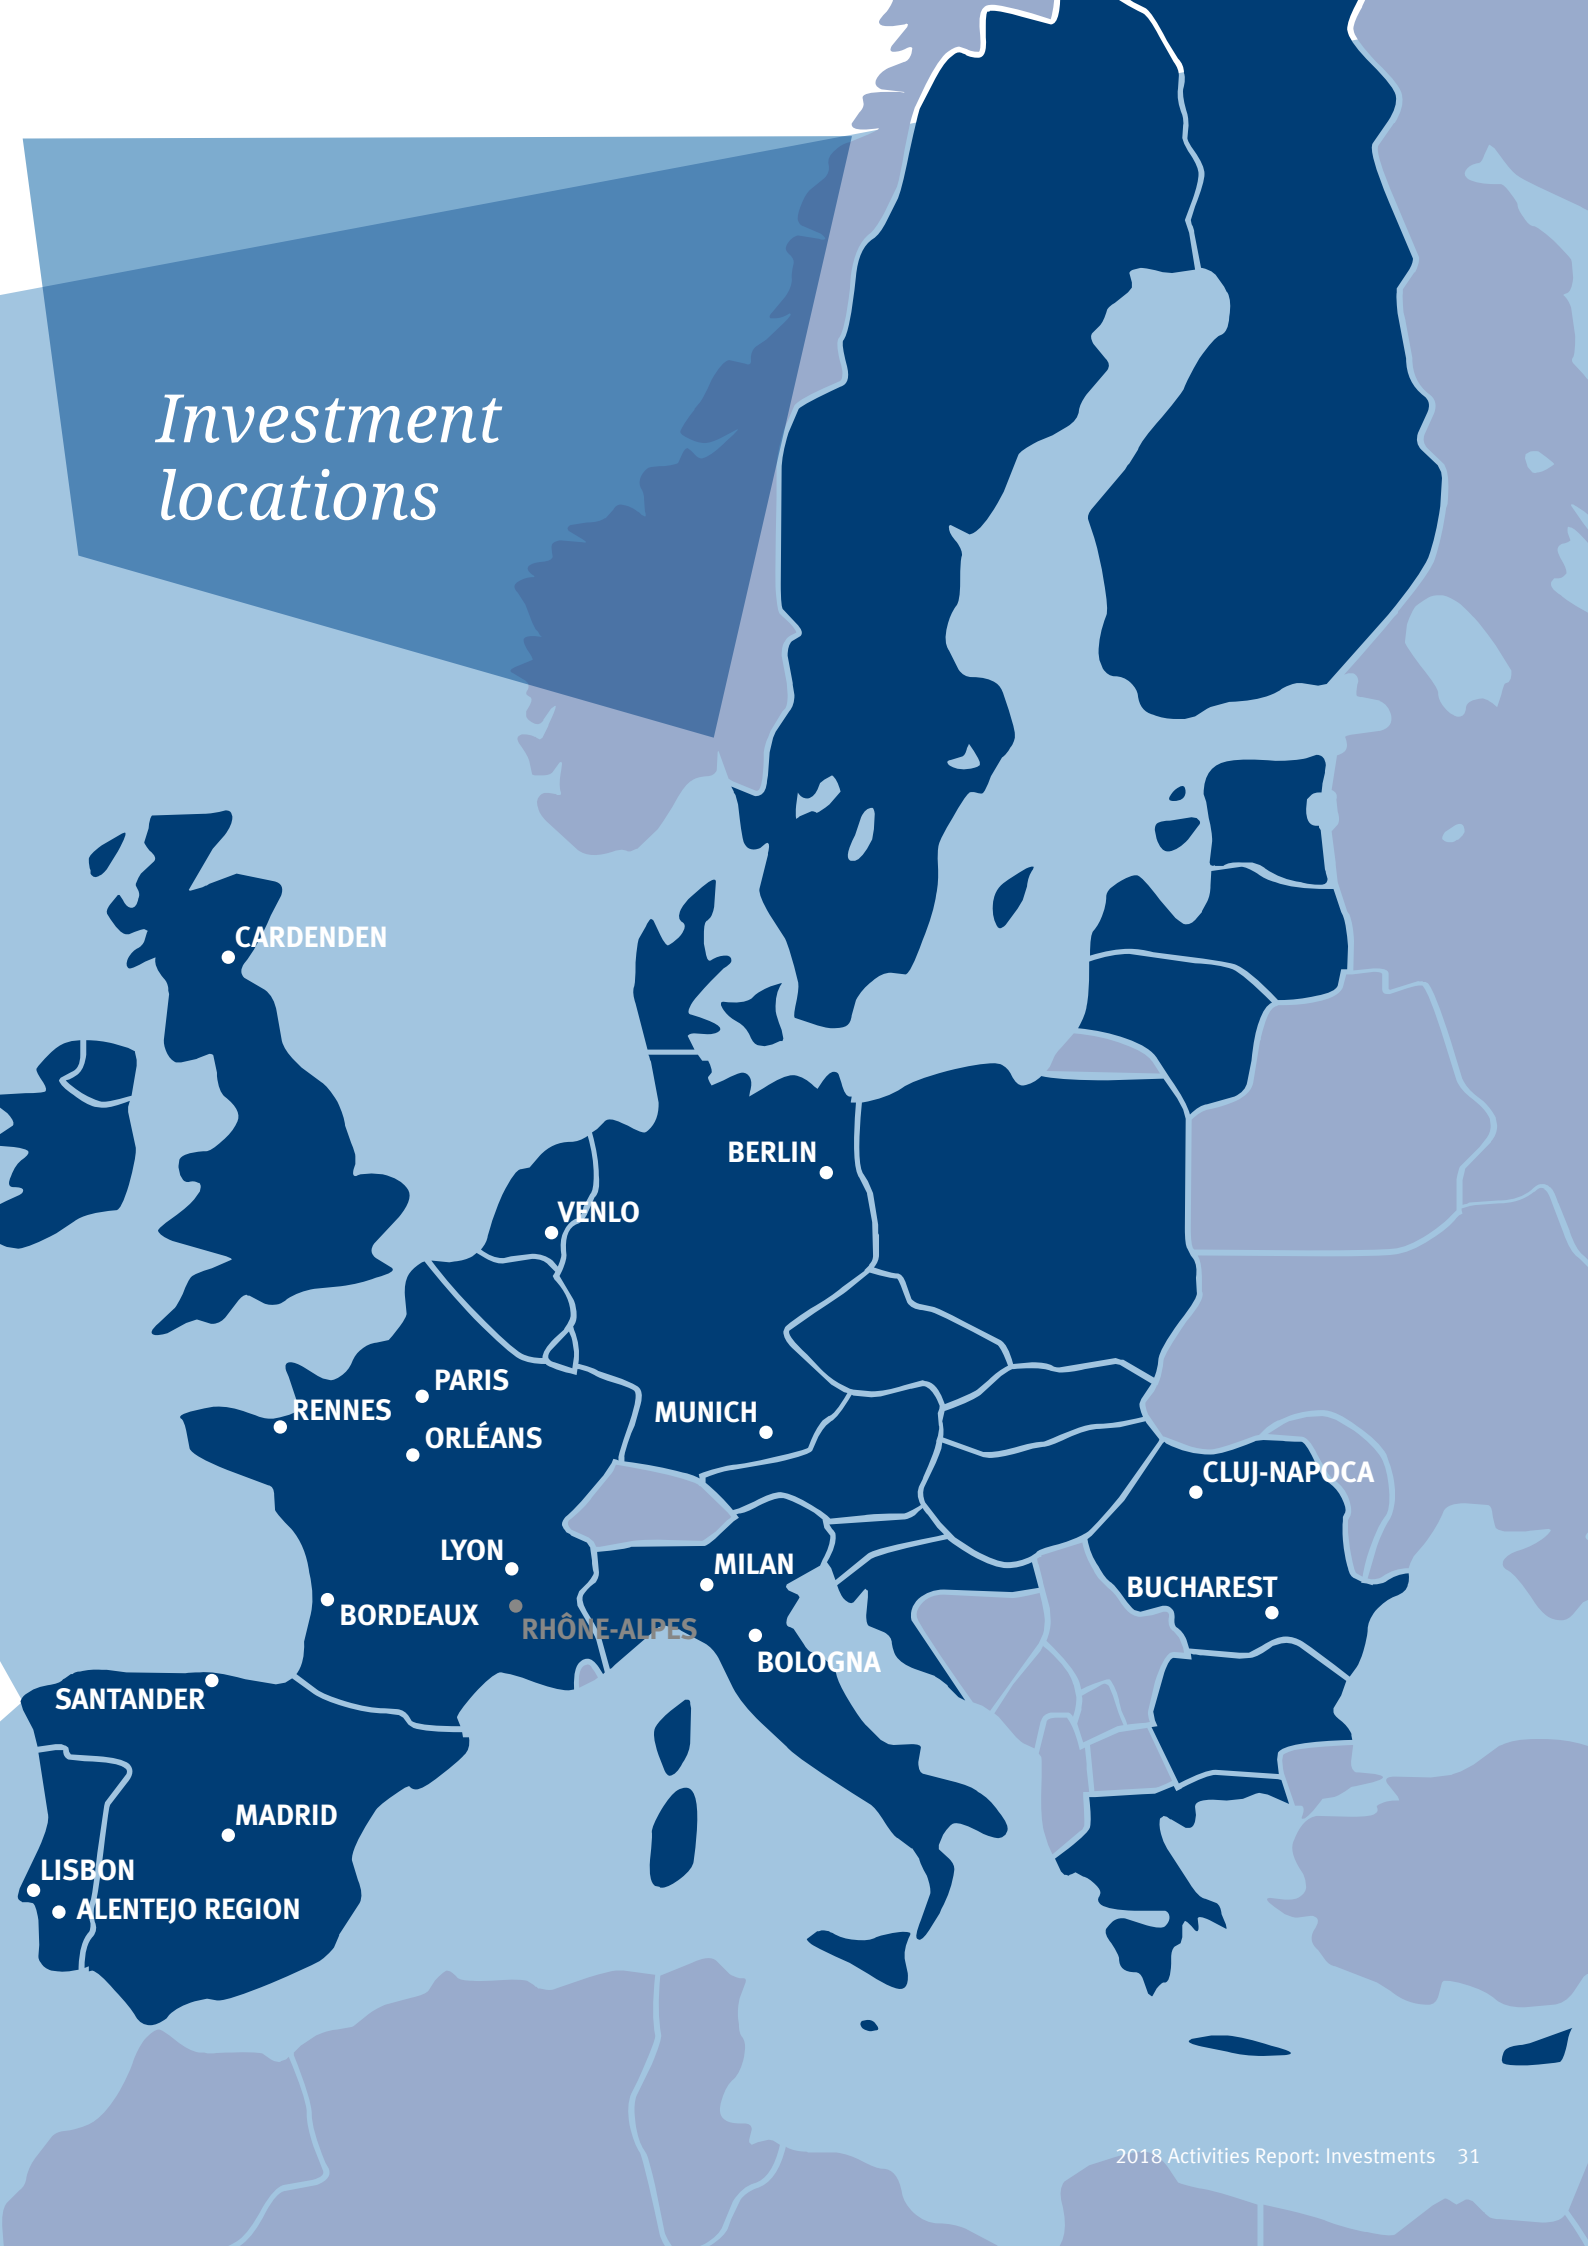 Investment
locations
CARDENDEN
BERLIN
VENLO
PARIS
RENNES
MUNICH
ORLÉANS
CLUJ-NAPOCA
LYON
MILAN
BUCHAREST
BORDEAUX
RHÔNE-ALPES
BOLOGNA
SANTANDER
MADRID
LISBON
ALENTEJO REGION
2018 Activities Report: Investments 31